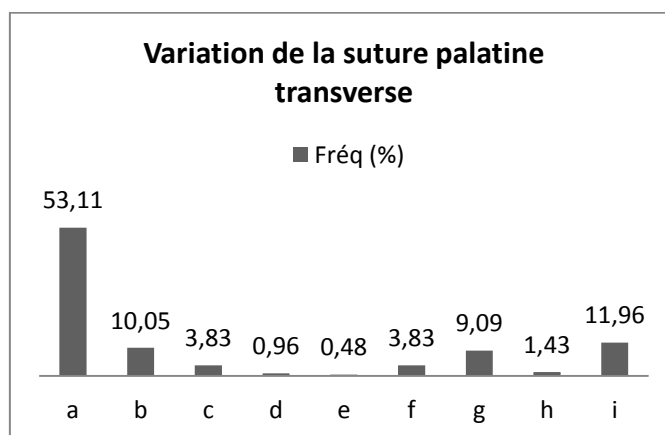 Variation de la suture palatine
transverse
Fréq (%)
53,11
10,05
3,83
0,96
0,48
3,83
9,09
1,43
11,96
a b c d e f g h i